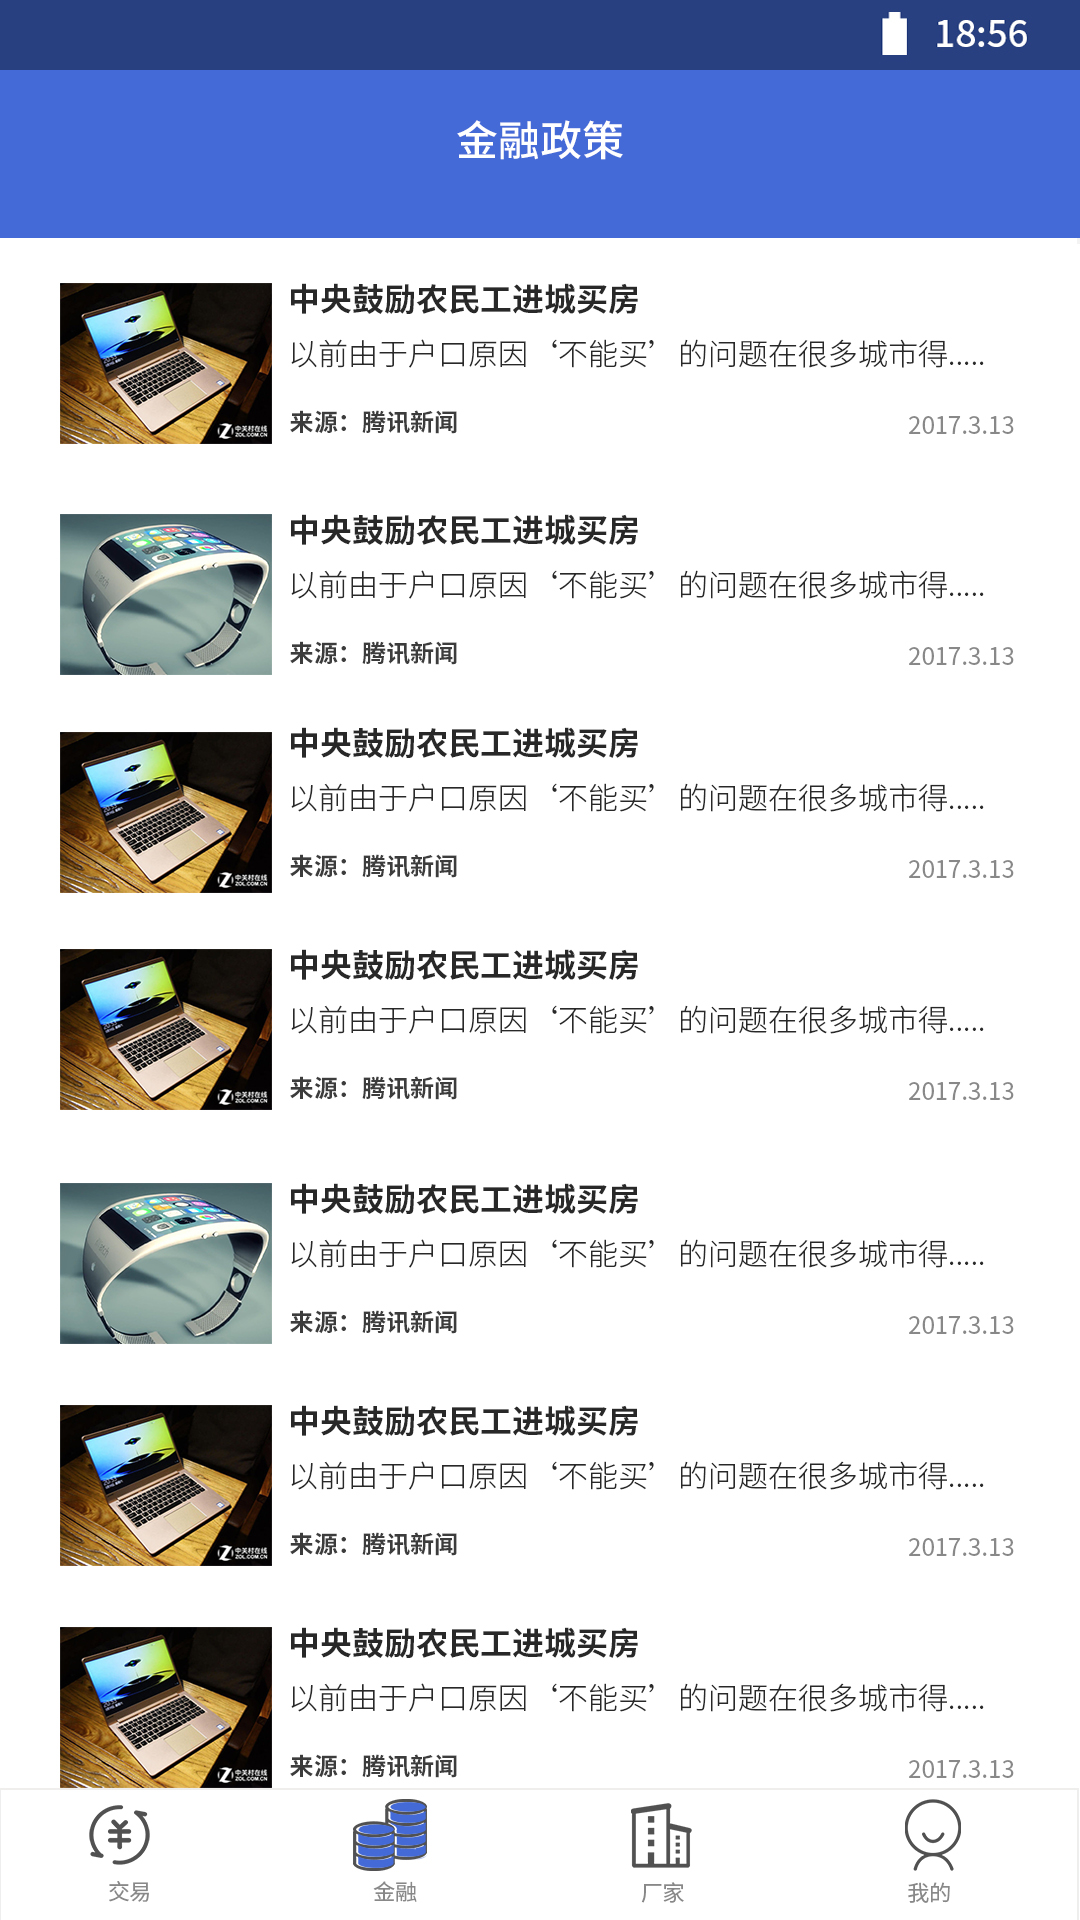 18:56
金融政策
中央鼓励农民工进城买房
以前由于户口原因‘不能买’的问题在很多城市得.....
来源：腾讯新闻
2017.3.13
中关村在线
ZOL.COM.CN
中央鼓励农民工进城买房
以前由于户口原因‘不能买’的问题在很多城市得.....
来源：腾讯新闻
2017.3.13
中央鼓励农民工进城买房
以前由于户口原因‘不能买’的问题在很多城市得.....
来源：腾讯新闻
2017.3.13
中关村在线
ZOL.COM.CN
中央鼓励农民工进城买房
以前由于户口原因‘不能买’的问题在很多城市得.....
来源：腾讯新闻
2017.3.13
中关村在线
ZOL.COM.CN
中央鼓励农民工进城买房
以前由于户口原因‘不能买’的问题在很多城市得.....
来源：腾讯新闻
2017.3.13
中央鼓励农民工进城买房
以前由于户口原因‘不能买’的问题在很多城市得.....
来源：腾讯新闻
2017.3.13
中关村在线
ZOL.COM.CN
中央鼓励农民工进城买房
以前由于户口原因‘不能买’的问题在很多城市得.....
来源：腾讯新闻
2017.3.13
中关村在线
ZOL.COM.CN
交易
金融
厂家
我的